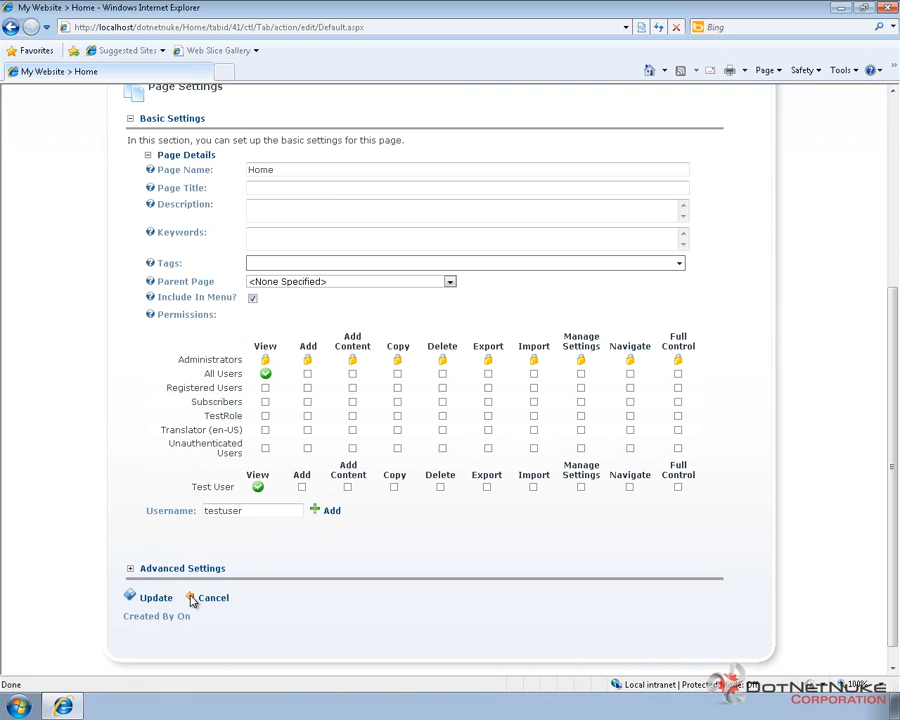 My Website > Home - Windows Internet Explorer
http://localhost/dotnetnuke/Home/tabid/41/ctl/Tab/action/edit/Default.aspx
Bing
Favorites
Suggested Sites
Web Slice Gallery
My Website > Home
Page
Safety
Tools
Page Settings
Basic Settings
In this section, you can set up the basic settings for this page.
Page Details
Page Name:
Home
Page Title:
Description:
Keywords:
Tags:
Parent Page
<None Specified>
Include In Menu?
Permissions:
View Add Add Content Copy Delete Export Import Manage Settings Navigate Full Control
Administrators
All Users
Registered Users
Subscribers
TestRole
Translator (en-US)
Unauthenticated Users
View Add Add Content Copy Delete Export Import Manage Settings Navigate Full Control
Test User
Username:
testuser
Add
Advanced Settings
Update
Cancel
Created By On
Done
Local intranet | Protected Mode: Off
100%
DOTNETNUKE
CORPORATION